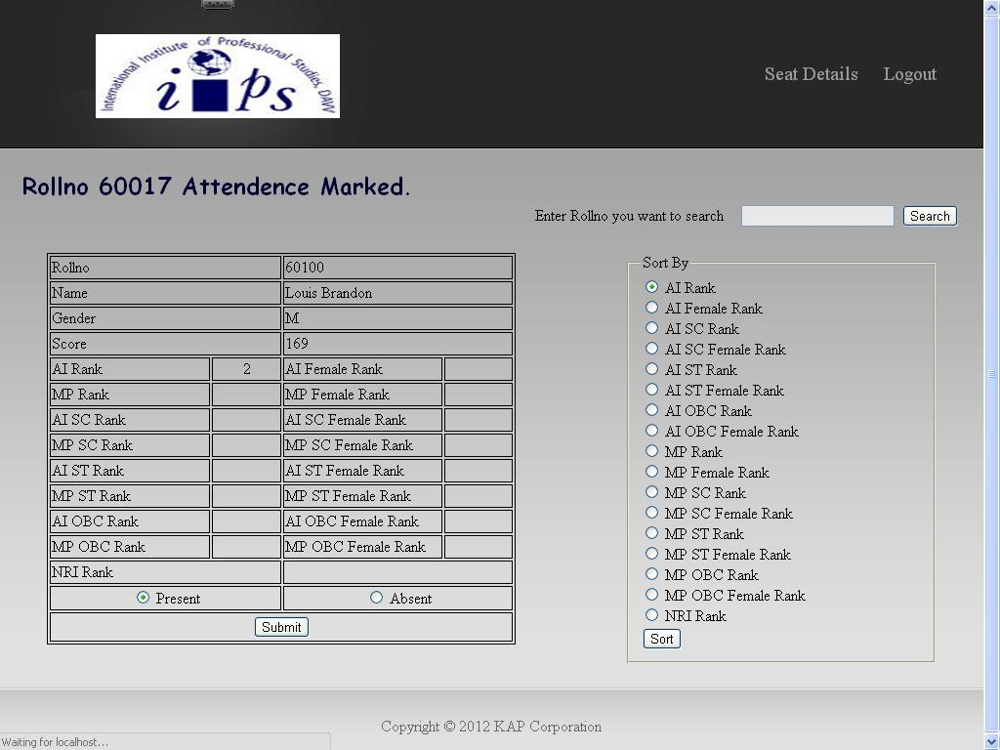 International Institute of Professional Studies, DAVV
ips
Seat Details Logout
Rollno 60017 Attendence Marked.
Enter Rollno you want to search Search
Rollno 60100
Name Louis Brandon
Gender M
Score 169
AI Rank 2 AI Female Rank
MP Rank MP Female Rank
AI SC Rank AI SC Female Rank
MP SC Rank MP SC Female Rank
AI ST Rank AI ST Female Rank
MP ST Rank MP ST Female Rank
AI OBC Rank AI OBC Female Rank
MP OBC Rank MP OBC Female Rank
NRI Rank
Present Absent
Submit
Sort By
AI Rank
AI Female Rank
AI SC Rank
AI SC Female Rank
AI ST Rank
AI ST Female Rank
AI OBC Rank
AI OBC Female Rank
MP Rank
MP Female Rank
MP SC Rank
MP SC Female Rank
MP ST Rank
MP ST Female Rank
MP OBC Rank
MP OBC Female Rank
NRI Rank
Sort
Copyright © 2012 KAP Corporation
Waiting for localhost...